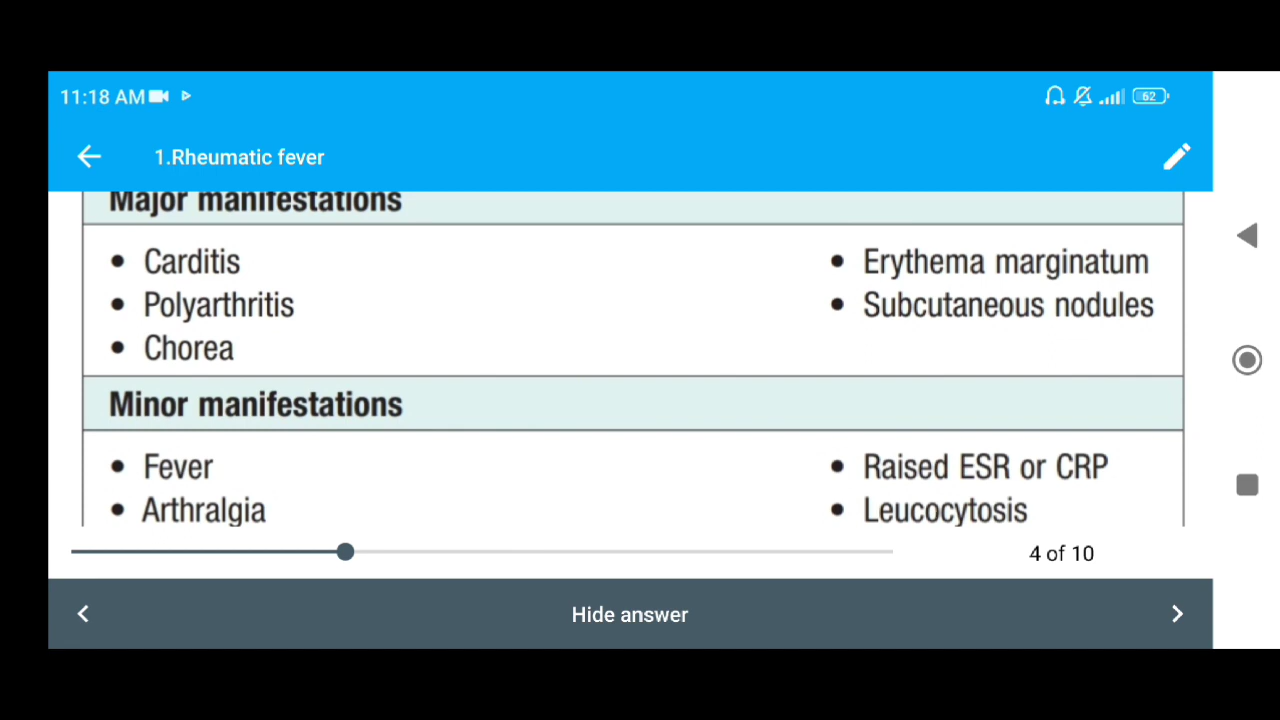 11:18 AM
62
1.Rheumatic fever
Major manifestations
• Carditis
• Polyarthritis
• Chorea
• Erythema marginatum
• Subcutaneous nodules
Minor manifestations
• Fever
• Arthralgia
• Raised ESR or CRP
• Leucocytosis
4 of 10
Hide answer